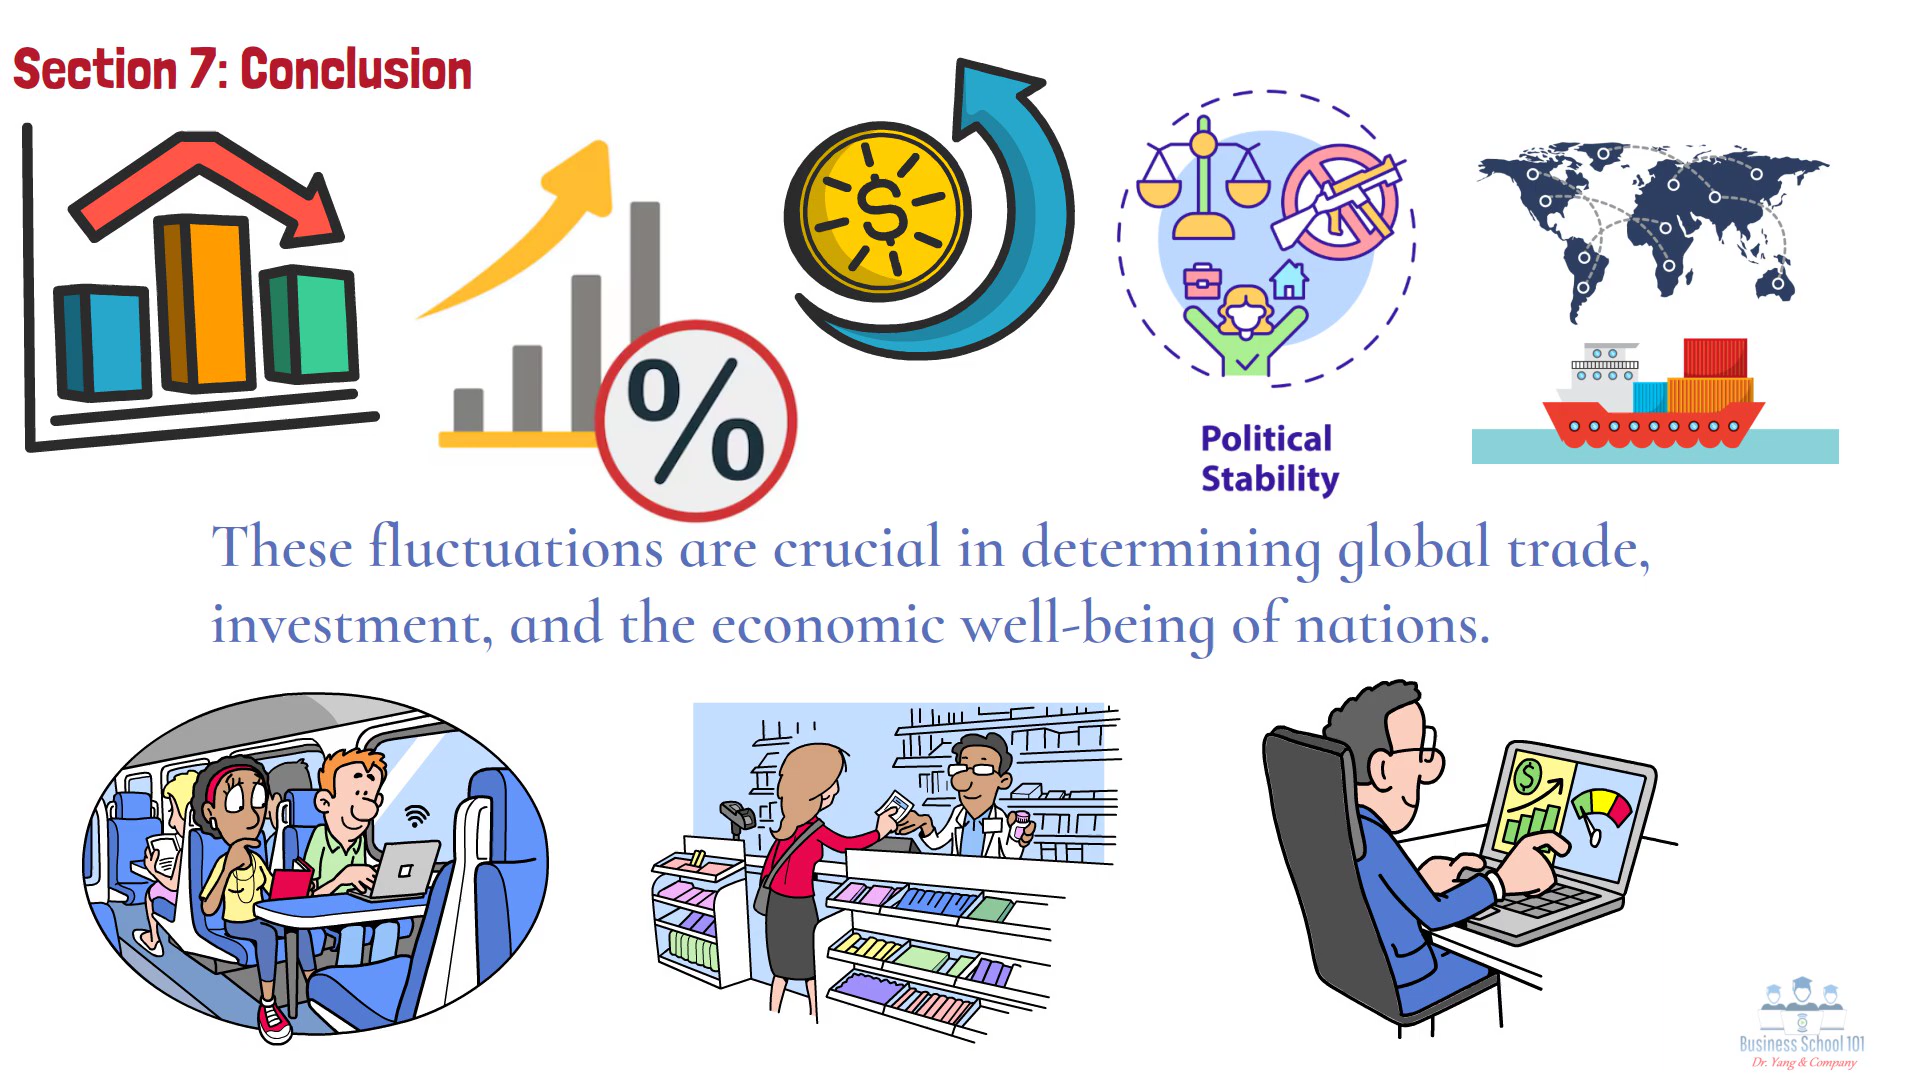 Section 7: Conclusion
$
%
Political
Stability
These fluctuations are crucial in determining global trade,
investment, and the economic well-being of nations.
$
Business School 101
Dr. Yang & Company